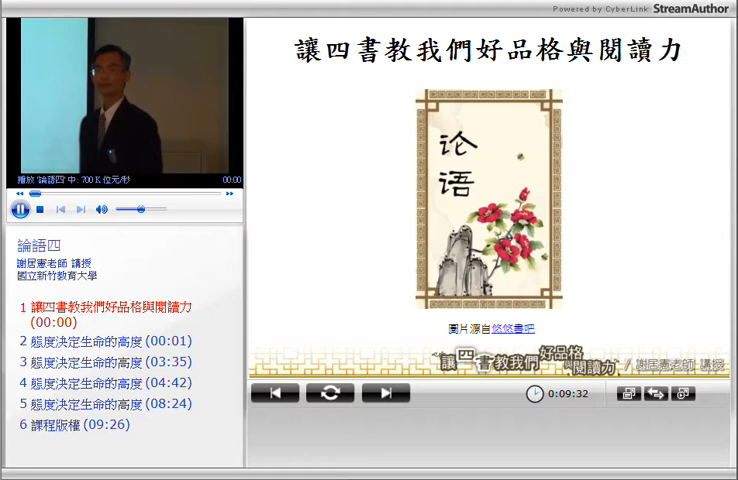 Powered by CyberLink StreamAuthor
讓四書教我們好品格與閱讀力
论
语
圖片源自悠悠書吧
讓四書教我們好品格與閱讀力 / 謝居憲老師 講授
播放 '論語四' 中: 700 K 位元/秒 00:00
論語四
謝居憲老師 講授
國立新竹教育大學
1 讓四書教我們好品格與閱讀力
(00:00)
2 態度決定生命的高度 (00:01)
3 態度決定生命的高度 (03:35)
4 態度決定生命的高度 (04:42)
5 態度決定生命的高度 (08:24)
6 課程版權 (09:26)
0:09:32